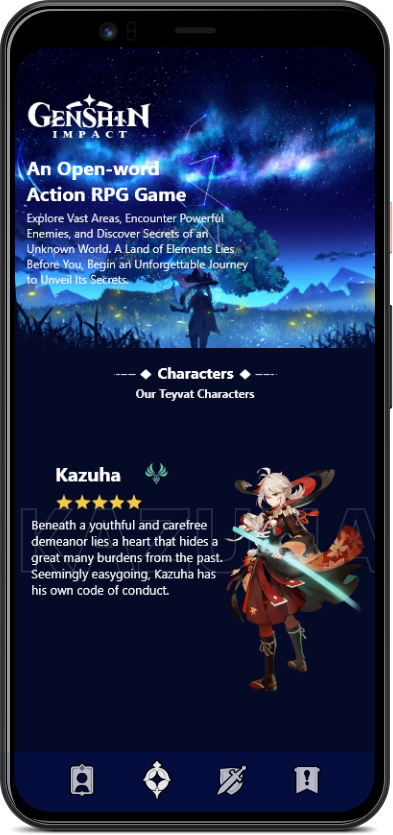 GENSHIN
IMPACT
An Open-word
Action RPG Game
Explore Vast Areas, Encounter Powerful
Enemies, and Discover Secrets of an
Unknown World. A Land of Elements Lies
Before You, Begin an Unforgettable Journey
to Unveil Its Secrets.
Characters
Our Teyvat Characters
Kazuha
KAZUHA
Beneath a youthful and carefree
demeanor lies a heart that hides a
great many burdens from the past.
Seemingly easygoing, Kazuha has
his own code of conduct.